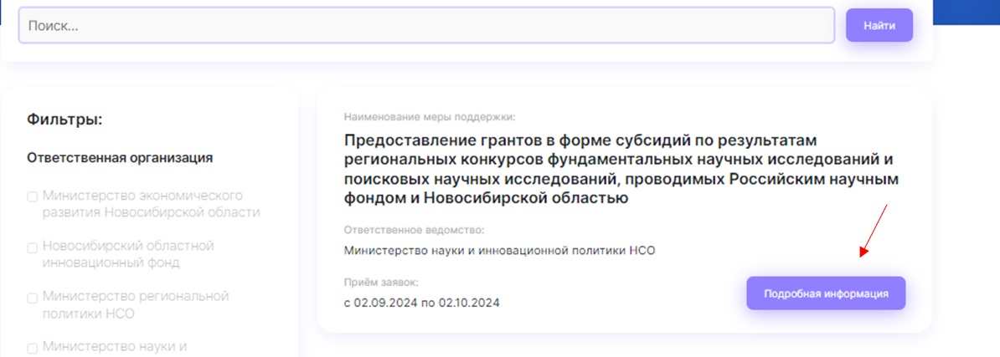 Поиск...
Найти
Фильтры:
Ответственная организация
Министерство экономического
развития Новосибирской области
Новосибирский областной
инновационный фонд
Министерство региональной
политики НСО
Министерство науки и
Наименование меры поддержки:
Предоставление грантов в форме субсидий по результатам
региональных конкурсов фундаментальных научных исследований и
поисковых научных исследований, проводимых Российским научным
фондом и Новосибирской областью
Ответственное ведомство:
Министерство науки и инновационной политики НСО
Приём заявок:
с 02.09.2024 по 02.10.2024
Подробная информация